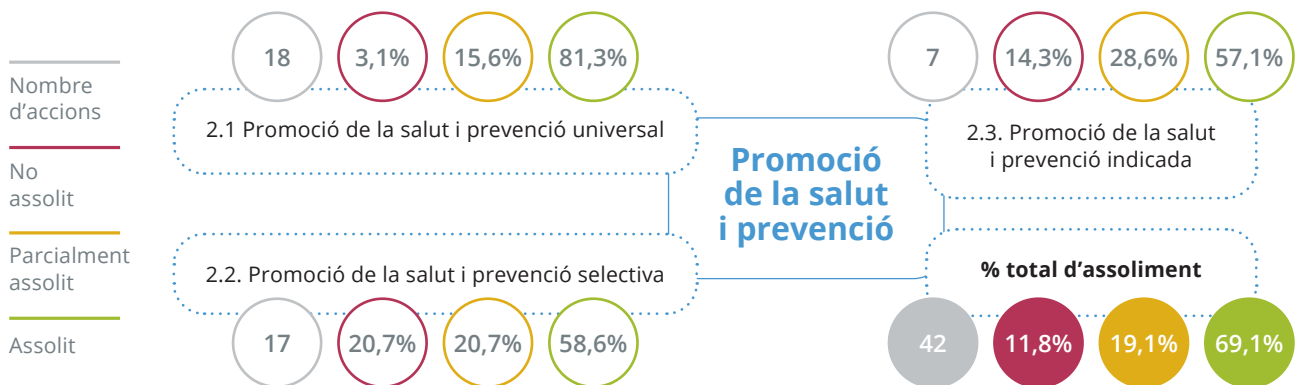 Nombre
d'accions
No
assolit
Parcialment
assolit
Assolit
18 3,1% 15,6% 81,3%
2.1 Promoció de la salut i prevenció universal
2.2. Promoció de la salut i prevenció selectiva
17 20,7% 20,7% 58,6%
Promoció
de la salut
i prevenció
7 14,3% 28,6% 57,1%
2.3. Promoció de la salut
i prevenció indicada
% total d’assoliment
42 11,8% 19,1% 69,1%